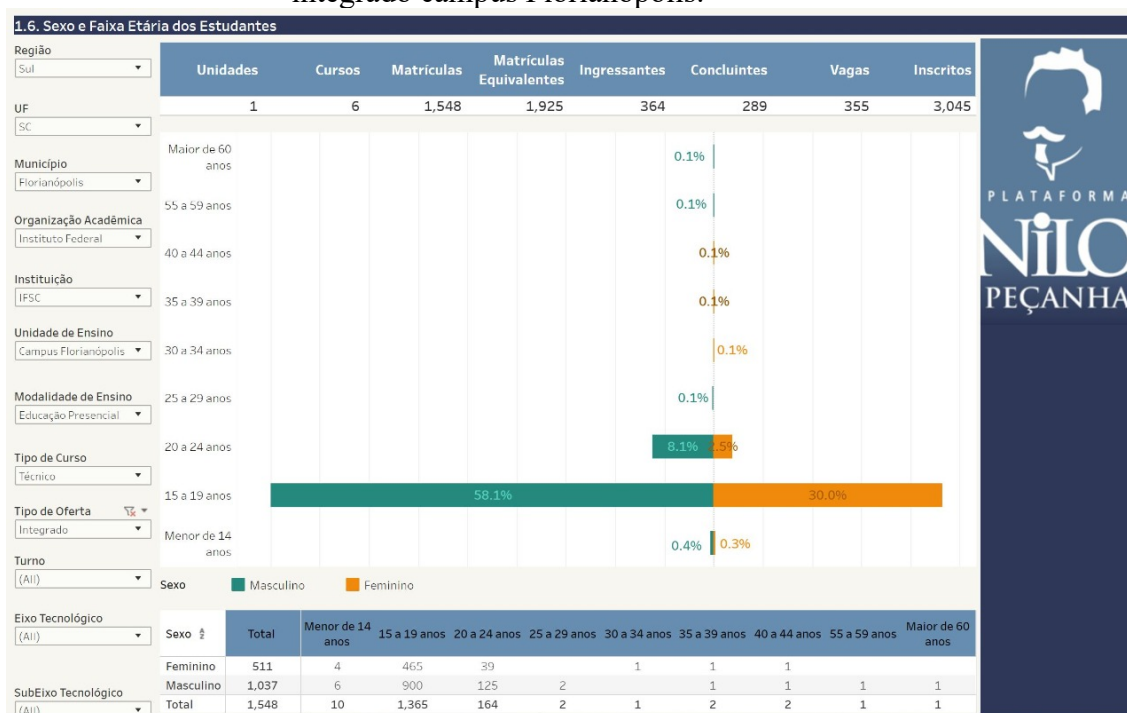 integrado campus Florianópolis.
1.6. Sexo e Faixa Etária dos Estudantes
Região
Sul
UF
SC
Município
Florianópolis
Organização Acadêmica
Instituto Federal
Instituição
IFSC
Unidade de Ensino
Campus Florianópolis
Modalidade de Ensino
Educação Presencial
Tipo de Curso
Técnico
Tipo de Oferta
Integrado
Turno
(All)
Eixo Tecnológico
(All)
SubEixo Tecnológico
(All)
Unidades Cursos Matrículas Matrículas Equivalentes Ingressantes Concluintes Vagas Inscritos
1 6 1,548 1,925 364 289 355 3,045
Maior de 60 anos 0.1%
55 a 59 anos 0.1%
40 a 44 anos 0.1%
35 a 39 anos 0.1%
30 a 34 anos 0.1%
25 a 29 anos 0.1%
20 a 24 anos 8.1% 2.5%
15 a 19 anos 58.1% 30.0%
Menor de 14 anos 0.4% 0.3%
Sexo Masculino Feminino
Sexo Total Menor de 14 anos 15 a 19 anos 20 a 24 anos 25 a 29 anos 30 a 34 anos 35 a 39 anos 40 a 44 anos 55 a 59 anos Maior de 60 anos
Feminino 511 4 465 39 1 1 1
Masculino 1,037 6 900 125 2 1 1 1 1
Total 1,548 10 1,365 164 2 1 2 2 1 1
PLATAFORMA
NILO
PEÇANHA